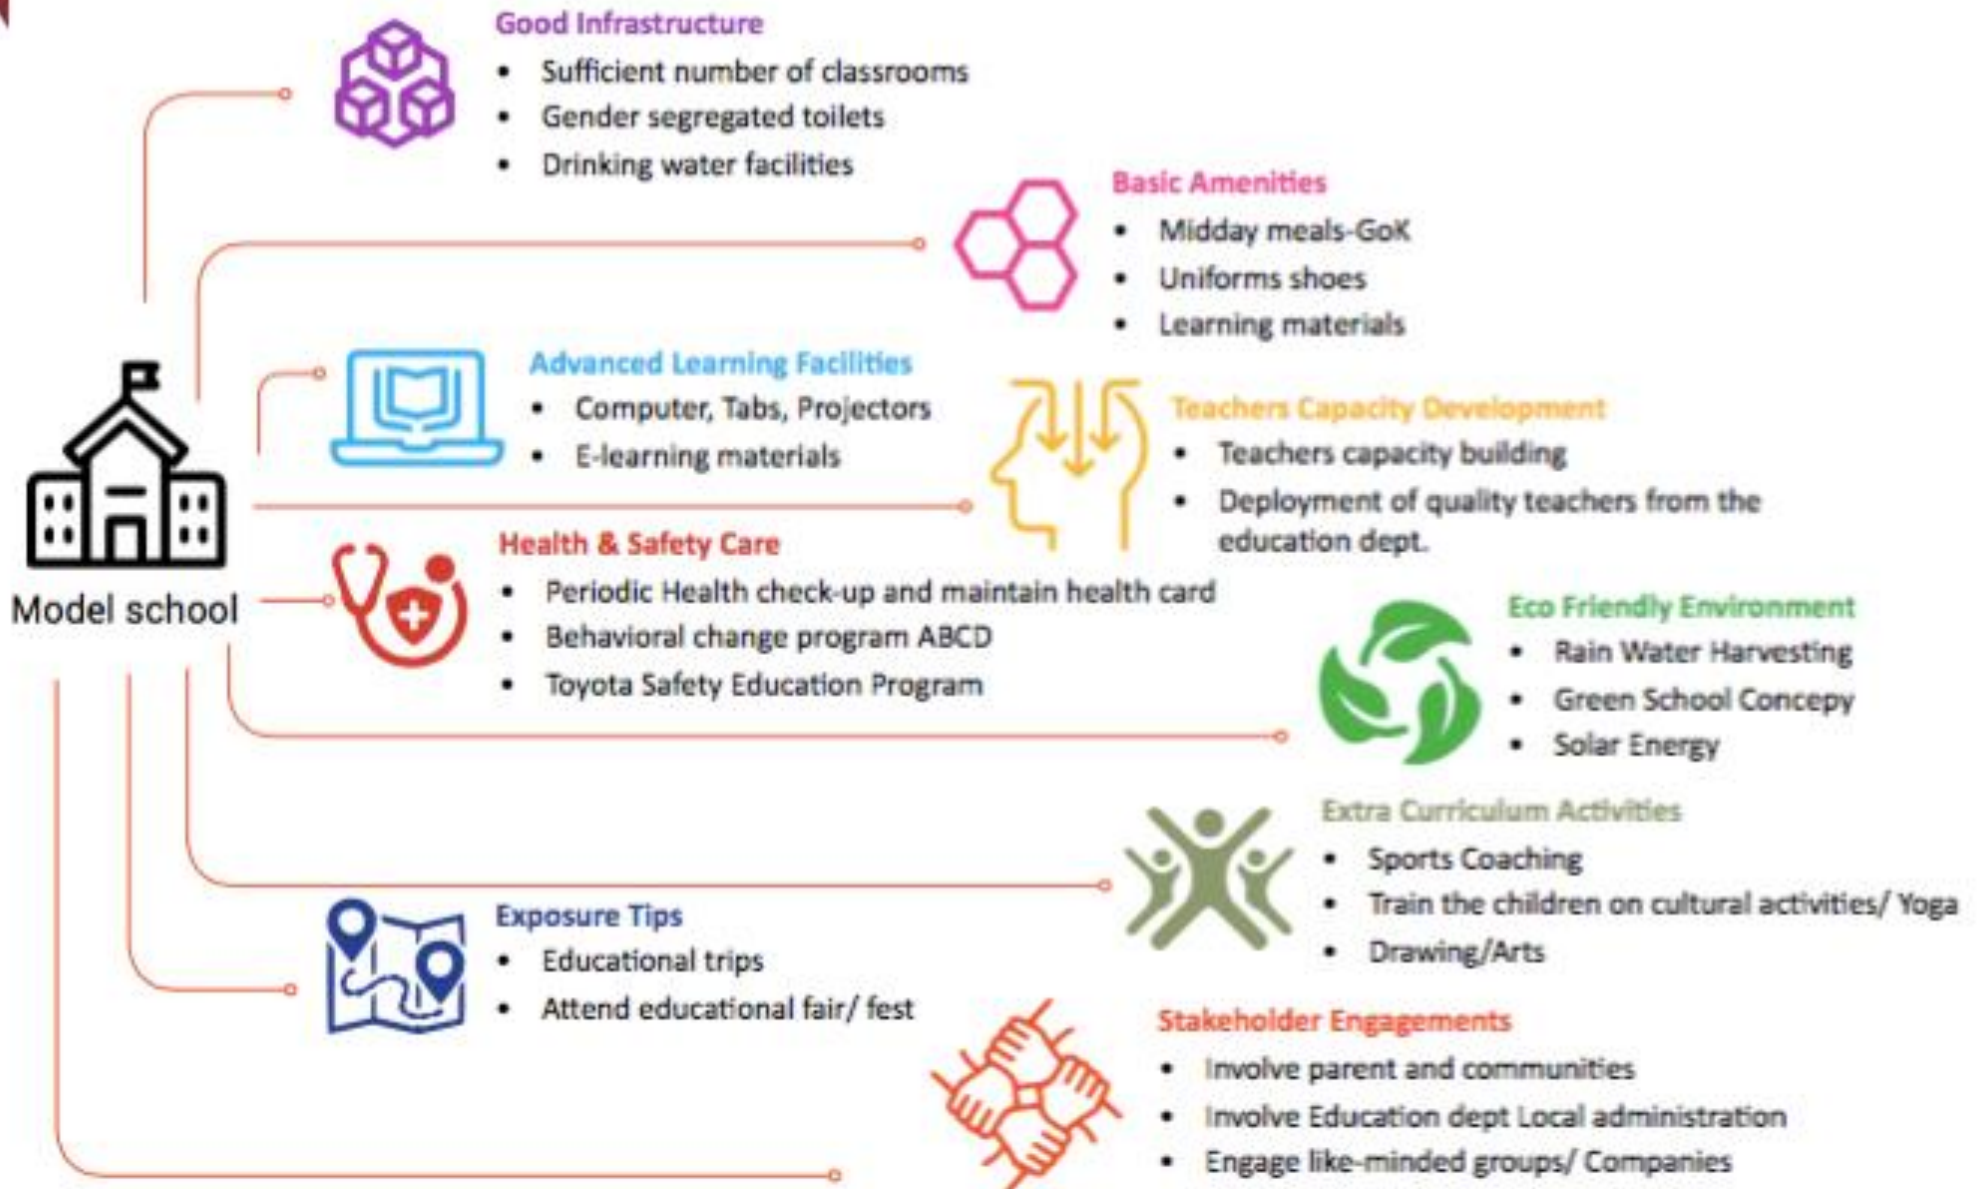 Good Infrastructure
• Sufficient number of classrooms
• Gender segregated toilets
• Drinking water facilities
Basic Amenities
• Midday meals-GoK
• Uniforms shoes
• Learning materials
Advanced Learning Facilities
• Computer, Tabs, Projectors
• E-learning materials
Teachers Capacity Development
• Teachers capacity building
• Deployment of quality teachers from the
education dept.
Model school
Health & Safety Care
• Periodic Health check-up and maintain health card
• Behavioral change program ABCD
• Toyota Safety Education Program
Eco Friendly Environment
• Rain Water Harvesting
• Green School Concepy
• Solar Energy
Extra Curriculum Activities
• Sports Coaching
• Train the children on cultural activities/ Yoga
• Drawing/Arts
Exposure Tips
• Educational trips
• Attend educational fair/ fest
Stakeholder Engagements
• Involve parent and communities
• Involve Education dept Local administration
• Engage like-minded groups/ Companies